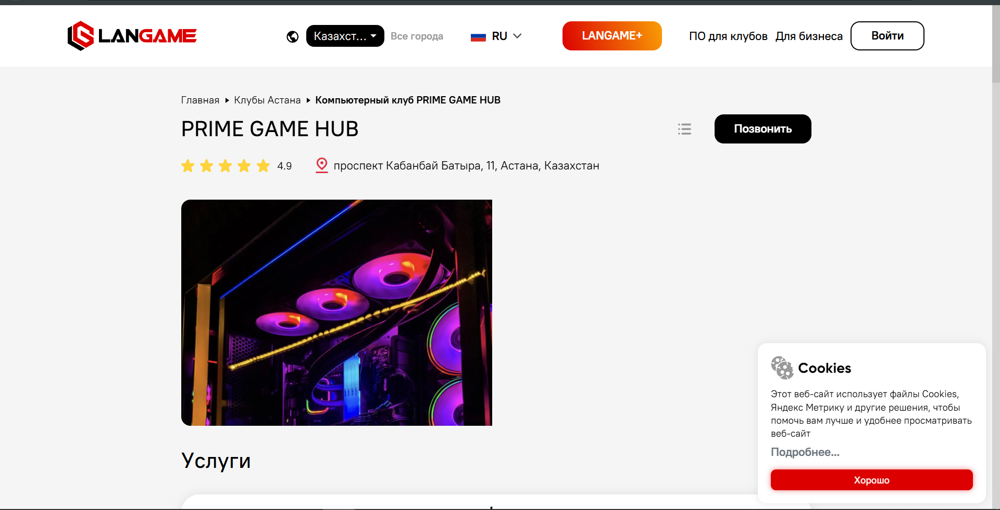 LANGAME
Казахст...
Все города
RU
LANGAME+
ПО для клубов
Для бизнеса
Войти
Главная
Клубы Астана
Компьютерный клуб PRIME GAME HUB
PRIME GAME HUB
Позвонить
4.9
проспект Кабанбай Батыра, 11, Астана, Казахстан
Услуги
Cookies
Этот веб-сайт использует файлы Cookies,
Яндекс Метрику и другие решения, чтобы
помочь вам лучше и удобнее просматривать
веб-сайт
Подробнее...
Хорошо